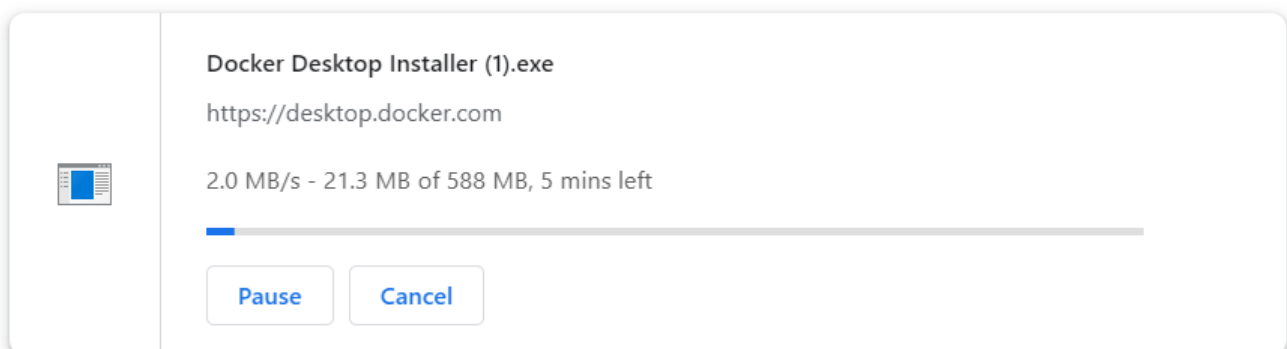 Docker Desktop Installer (1).exe
https://desktop.docker.com
2.0 MB/s - 21.3 MB of 588 MB, 5 mins left
Pause Cancel